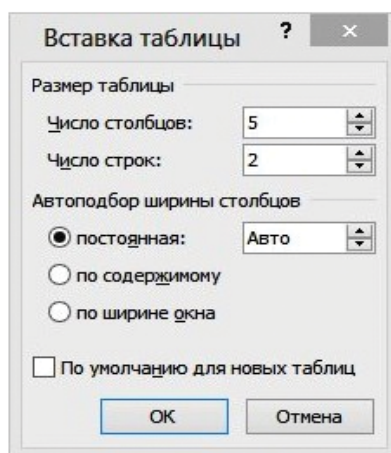 Вставка таблицы ? ×
Размер таблицы
Число столбцов: 5
Число строк: 2
Автоподбор ширины столбцов
постоянная: Авто
по содержимому
по ширине окна
По умолчанию для новых таблиц
ОК Отмена